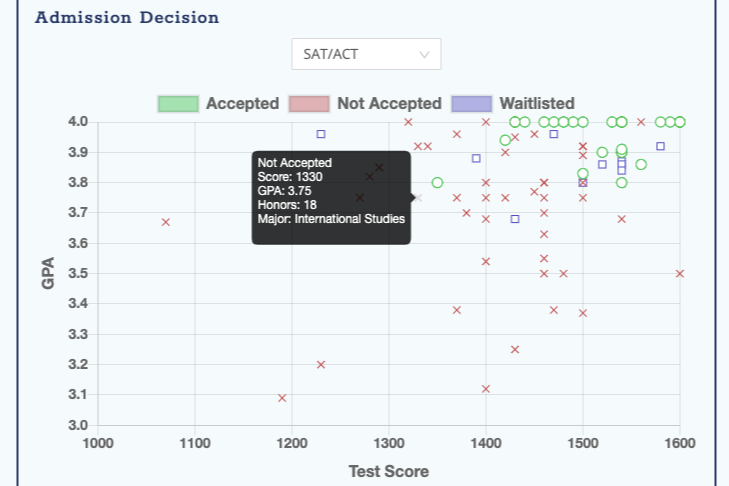 Admission Decision
SAT/ACT
Accepted Not Accepted Waitlisted
4.0
3.9
3.8
3.7
3.6
3.5
3.4
3.3
3.2
3.1
3.0
GPA
Not Accepted
Score: 1330
GPA: 3.75
Honors: 18
Major: International Studies
1000 1100 1200 1300 1400 1500 1600
Test Score